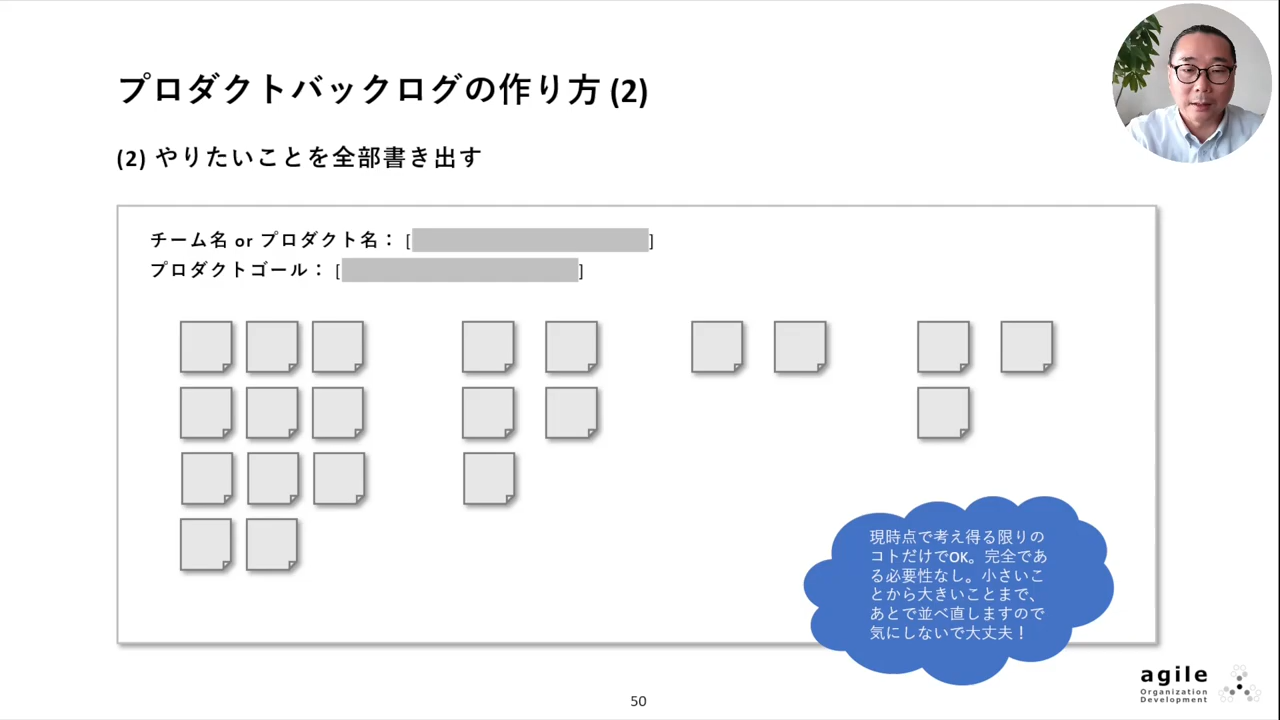 プロダクトバックログの作り方 (2)
(2) やりたいことを全部書き出す
チーム名 or プロダクト名： [ ]
プロダクトゴール： [ ]
現時点で考え得る限りの
コトだけでOK。完全であ
る必要性なし。小さいこ
とから大きいことまで、
あとで並べ直しますので
気にしないで大丈夫！
agile
Organization
Development
50